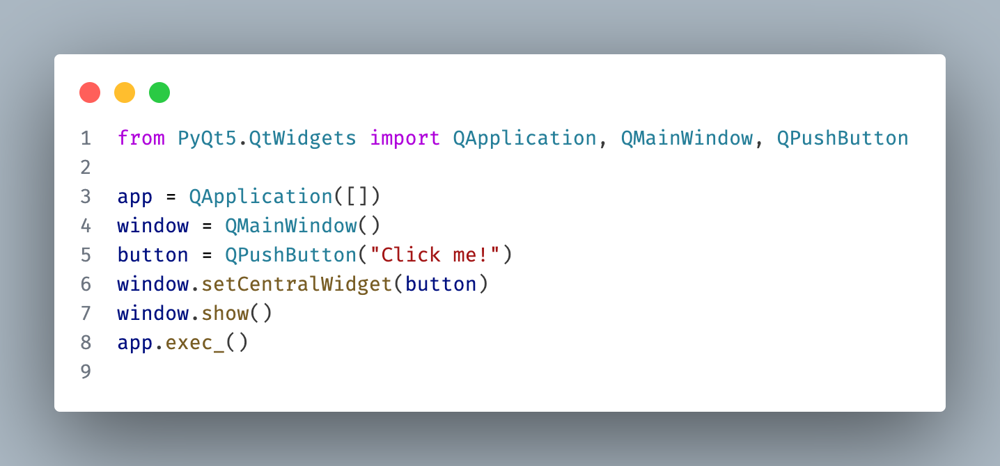 1 from PyQt5.QtWidgets import QApplication, QMainWindow, QPushButton
2
3 app = QApplication([])
4 window = QMainWindow()
5 button = QPushButton("Click me!")
6 window.setCentralWidget(button)
7 window.show()
8 app.exec_()
9